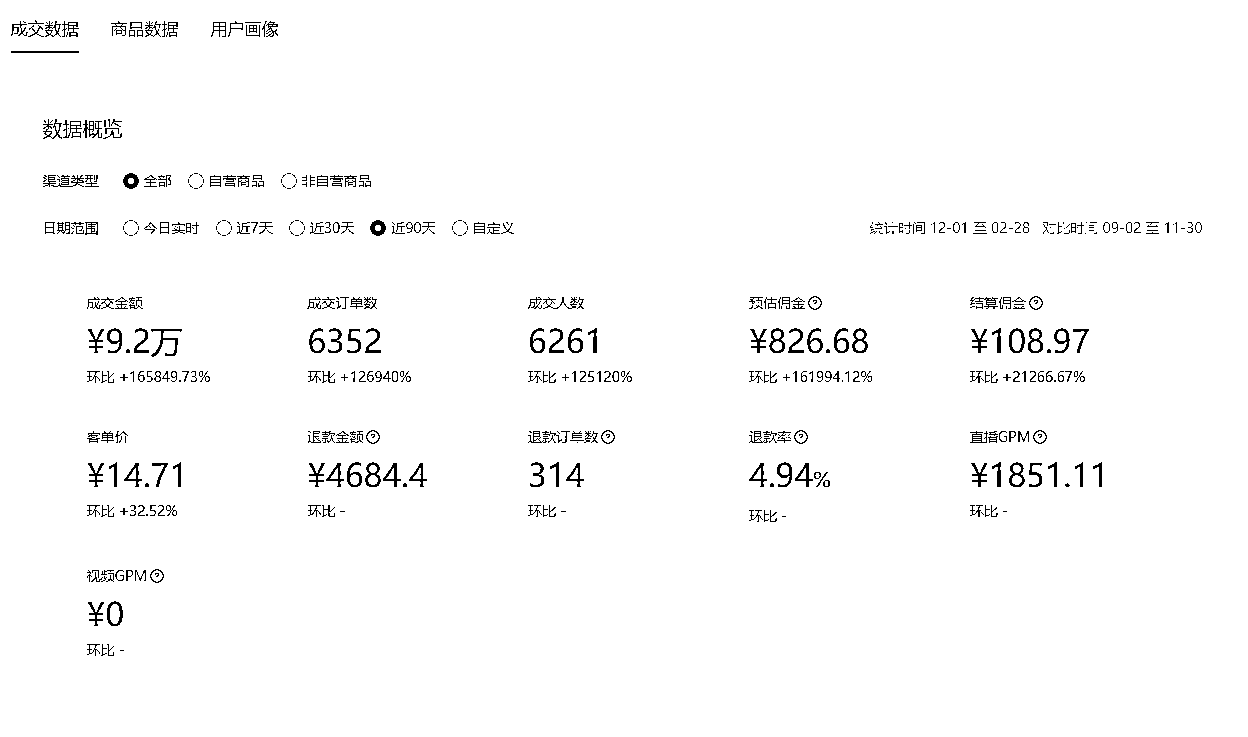 成交数据 商品数据 用户画像
数据概览
渠道类型 全部 自营商品 非自营商品
日期范围 今日实时 近7天 近30天 近90天 自定义 统计时间 12-01 至 02-28 对比时间 09-02 至 11-30
成交金额 成交订单数 成交人数 预估佣金 结算佣金
¥9.2万 6352 6261 ¥826.68 ¥108.97
环比 +165849.73% 环比 +126940% 环比 +125120% 环比 +161994.12% 环比 +21266.67%
客单价 退款金额 退款订单数 退款率 直播GPM
¥14.71 ¥4684.4 314 4.94% ¥1851.11
环比 +32.52% 环比 - 环比 - 环比 - 环比 -
视频GPM
¥0
环比 -